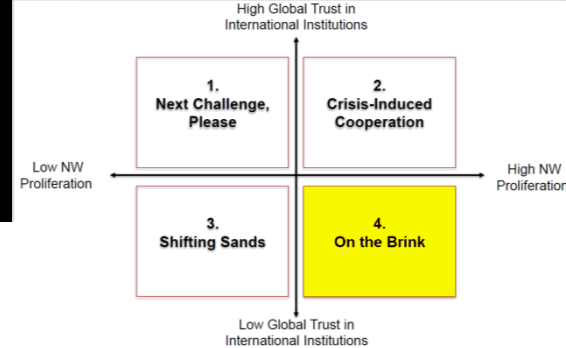 High Global Trust in
International Institutions
1.
Next Challenge,
Please
2.
Crisis-Induced
Cooperation
Low NW
Proliferation
High NW
Proliferation
3.
Shifting Sands
4.
On the Brink
Low Global Trust in
International Institutions